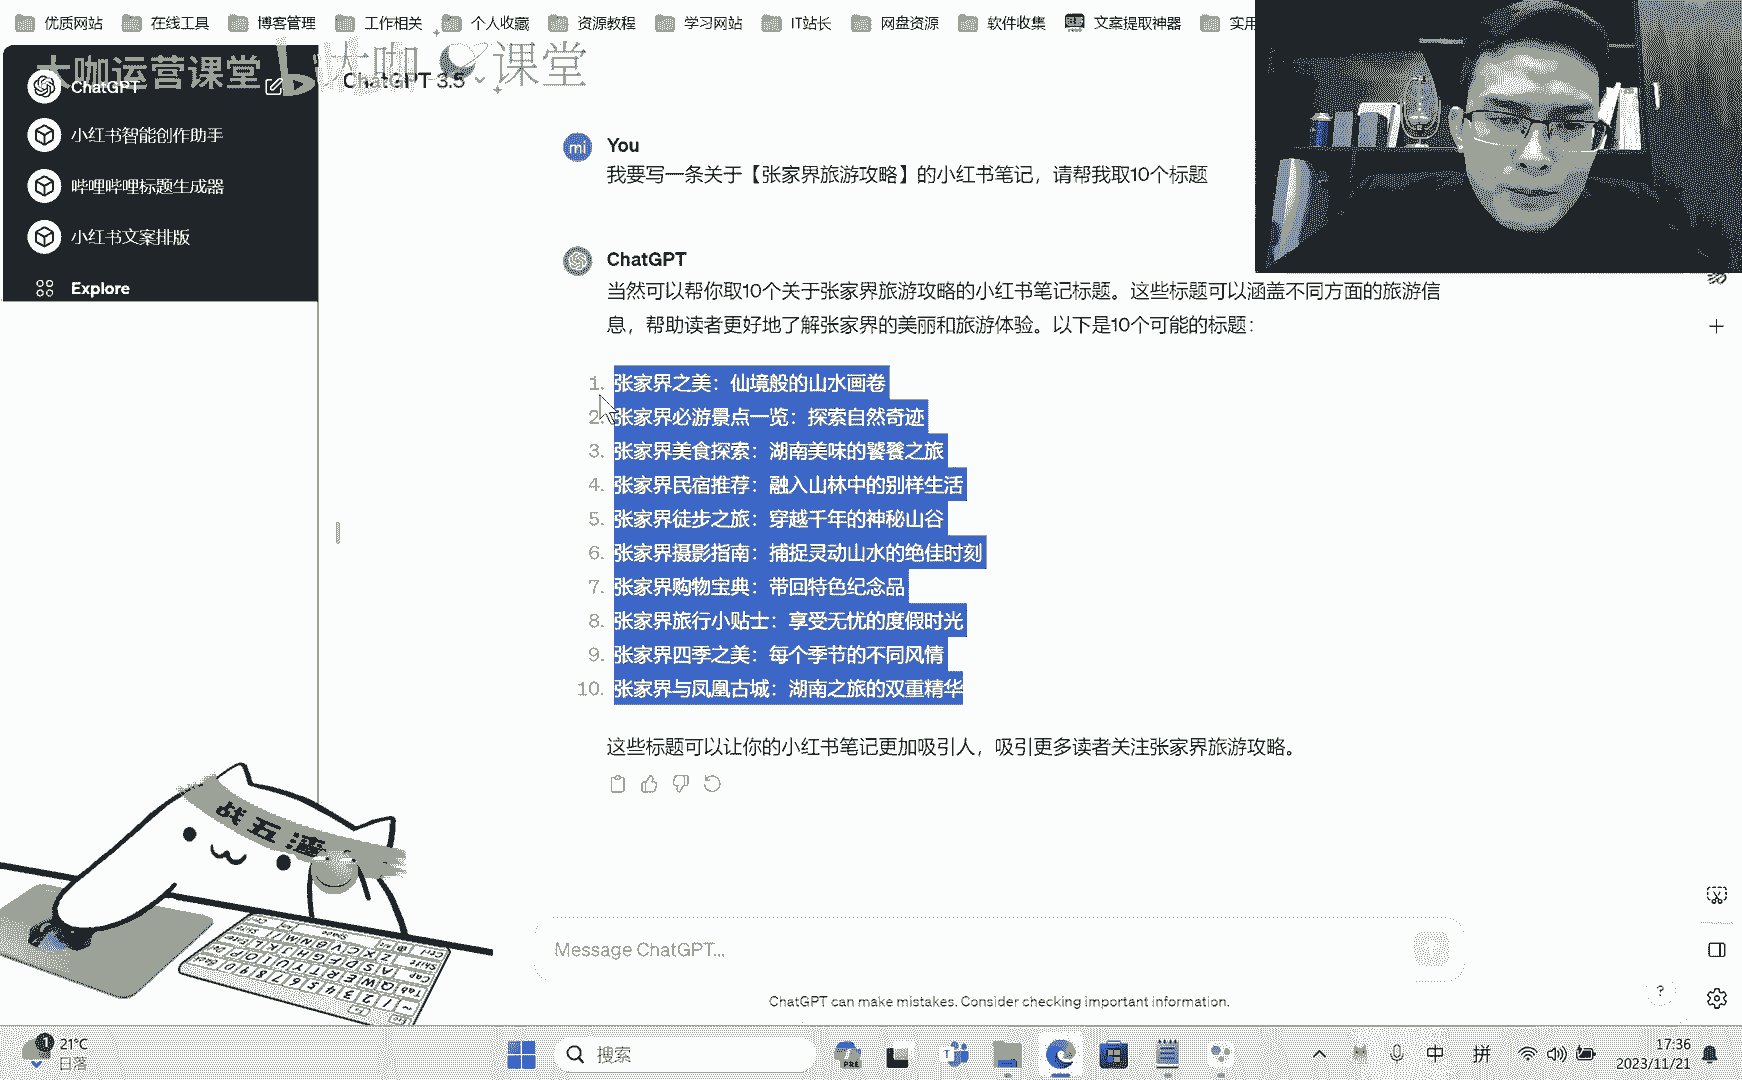 优质网站 在线工具 博客管理 工作相关 个人收藏 资源教程 学习网站 IT站长 网盘资源 软件收集 文案提取神器 实用
大咖运营课堂
课堂
ChatGPT
小红书智能创作助手
哔哩哔哩标题生成器
小红书文案排版
Explore
ChatGPT 3.5
mi
You
我要写一条关于【张家界旅游攻略】的小红书笔记，请帮我取10个标题
ChatGPT
当然可以帮你取10个关于张家界旅游攻略的小红书笔记标题。这些标题可以涵盖不同方面的旅游信
息，帮助读者更好地了解张家界的美丽和旅游体验。以下是10个可能的标题：
1. 张家界之美：仙境般的山水画卷
2. 张家界必游景点一览：探索自然奇迹
3. 张家界美食探索：湖南美味的饕餮之旅
4. 张家界民宿推荐：融入山林中的别样生活
5. 张家界徒步之旅：穿越千年的神秘山谷
6. 张家界摄影指南：捕捉灵动山水的绝佳时刻
7. 张家界购物宝典：带回特色纪念品
8. 张家界旅行小贴士：享受无忧的度假时光
9. 张家界四季之美：每个季节的不同风情
10. 张家界与凤凰古城：湖南之旅的双重精华
这些标题可以让你的小红书笔记更加吸引人，吸引更多读者关注张家界旅游攻略。
战五渣
Message ChatGPT...
ChatGPT can make mistakes. Consider checking important information.
?
1
21°C
日落
搜索
PRE
中
拼
17:36
2023/11/21